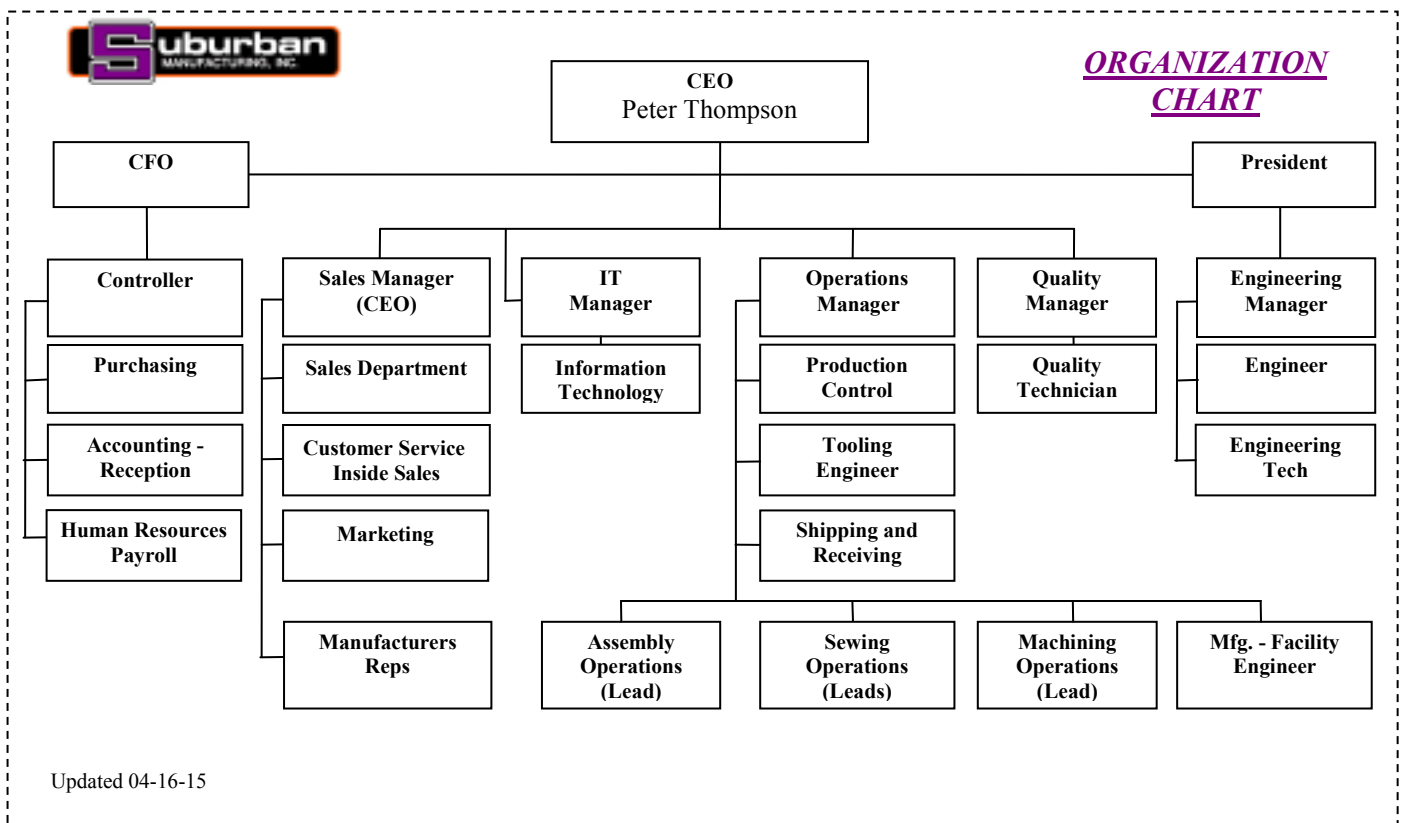 Suburban
MANUFACTURING, INC.
ORGANIZATION
CHART
CEO
Peter Thompson
CFO
President
Controller
Sales Manager
(CEO)
IT
Manager
Operations
Manager
Quality
Manager
Engineering
Manager
Purchasing
Sales Department
Information
Technology
Production
Control
Quality
Technician
Engineer
Accounting -
Reception
Customer Service
Inside Sales
Tooling
Engineer
Engineering
Tech
Human Resources
Payroll
Marketing
Shipping and
Receiving
Manufacturers
Reps
Assembly
Operations
(Lead)
Sewing
Operations
(Leads)
Machining
Operations
(Lead)
Mfg. - Facility
Engineer
Updated 04-16-15